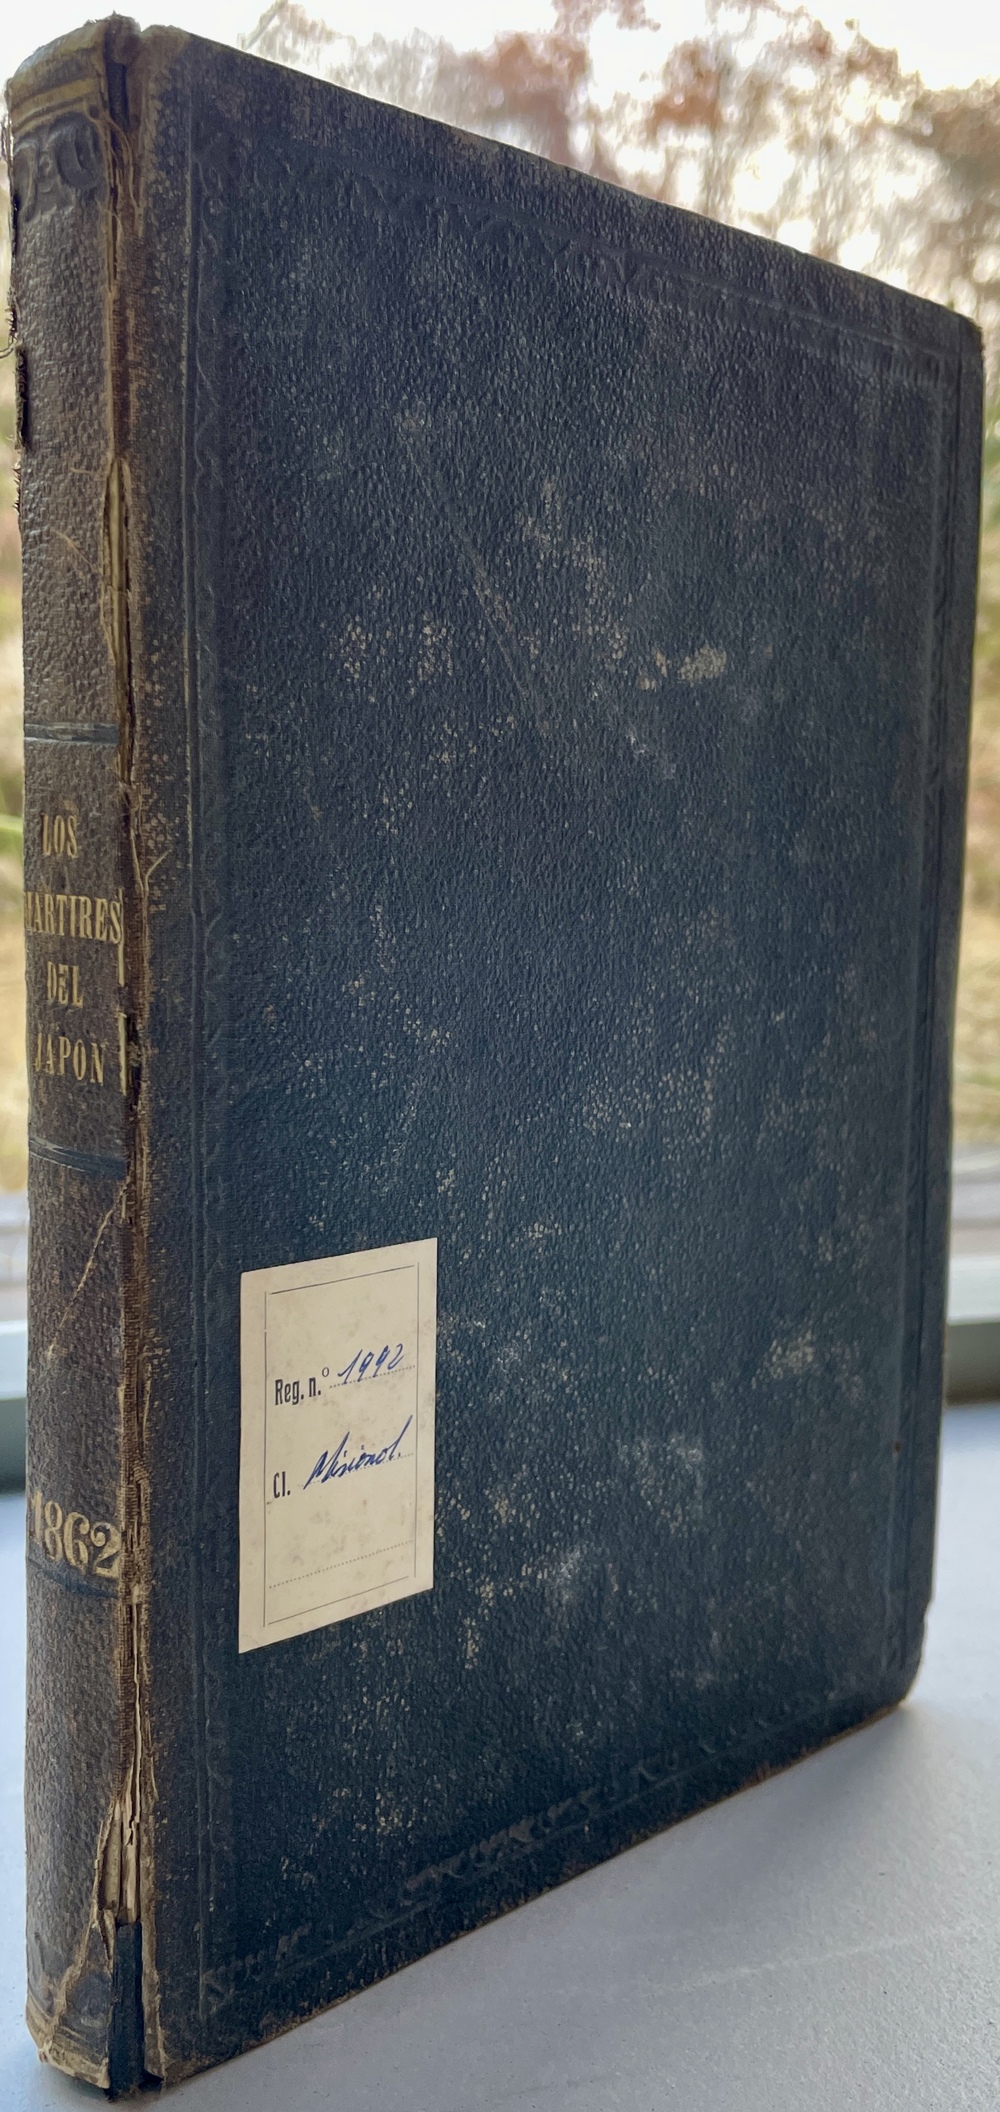 LOS
MARTIRES
DEL
JAPON
1862
Reg. n.º 1992
Cl. Misionol.